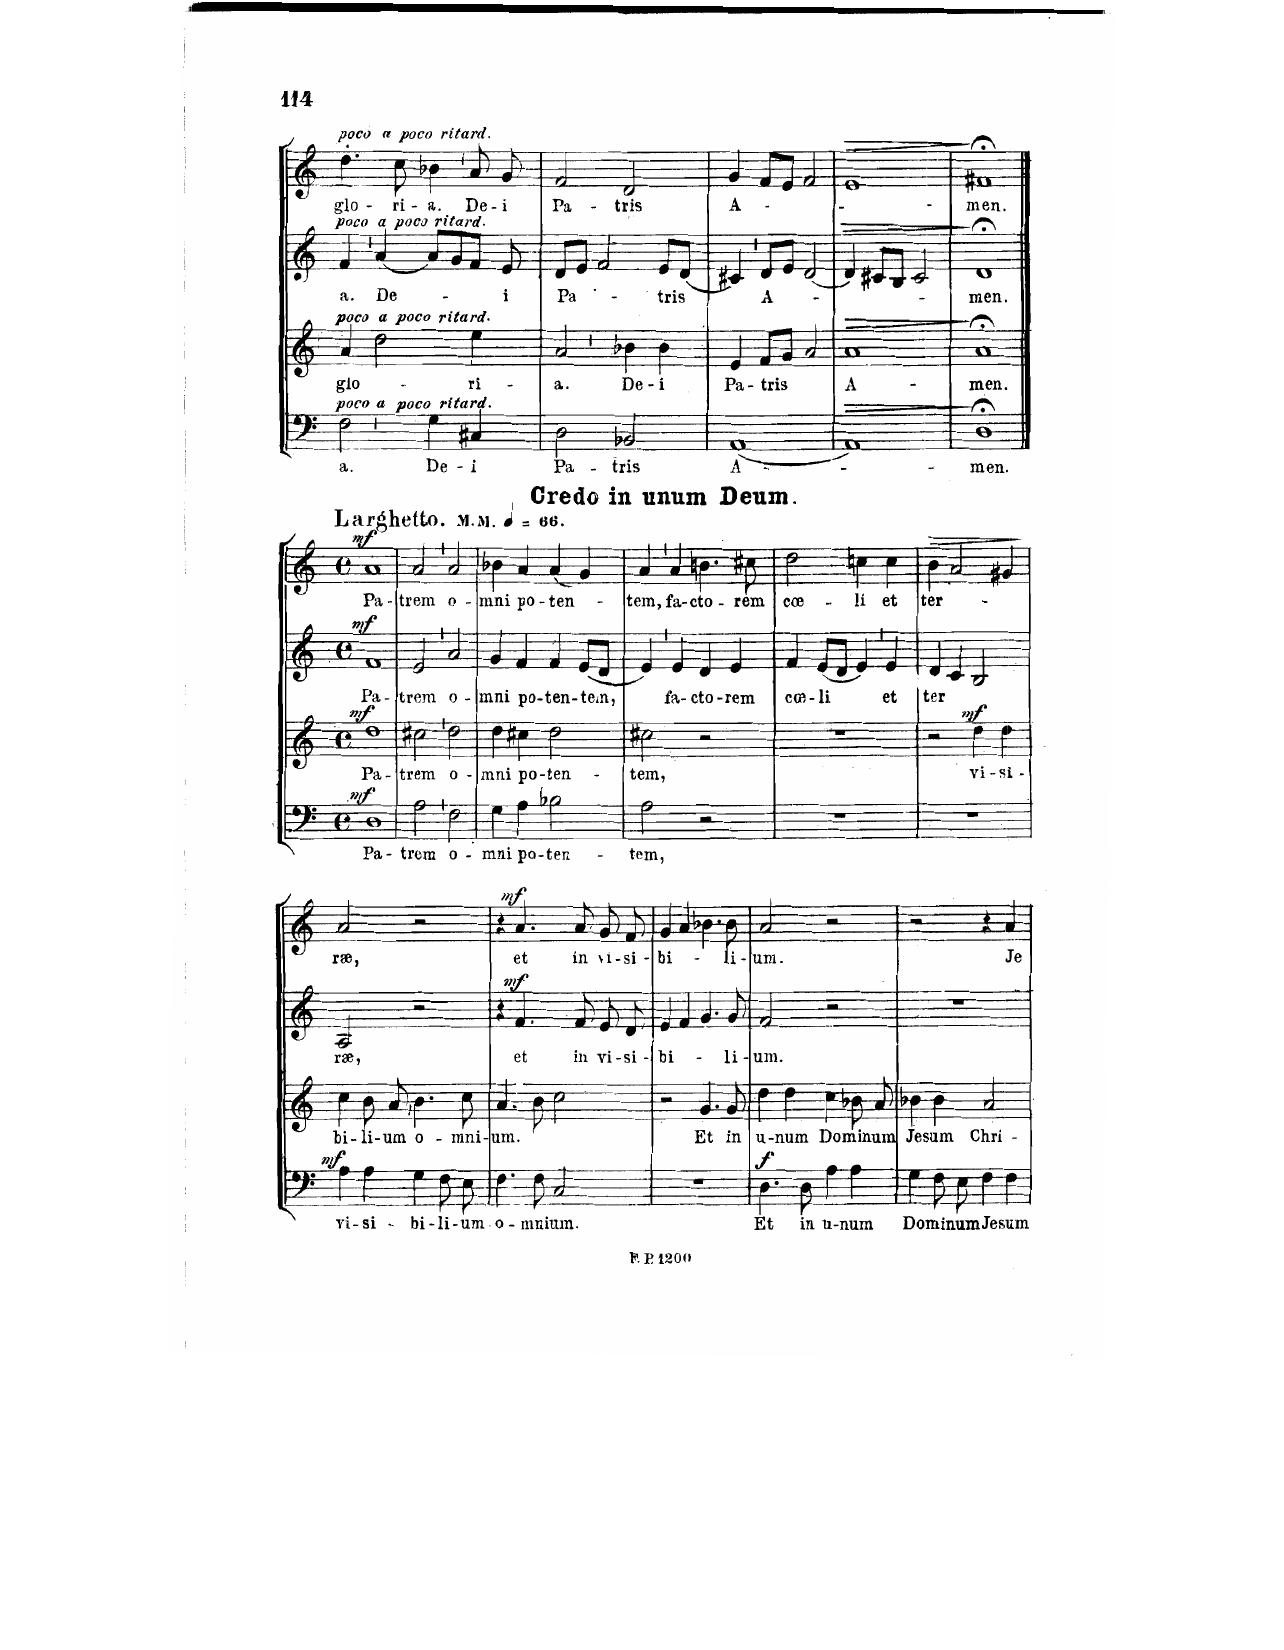 114
poco a poco ritard.
glo - ri - a. De - i Pa - tris A - - men.
poco a poco ritard.
a. De - i Pa - tris A - - men.
poco a poco ritard.
glo - ri - a. De - i Pa - tris A - men.
poco a poco ritard.
a. De - i Pa - tris A - - men.
Credo in unum Deum.
Larghetto. M.M. ♩ = 66.
mf
Pa - trem o - mni po - ten - tem, fa - cto - rem cœ - li et ter -
mf
Pa - trem o - mni po - ten - tem, fa - cto - rem cœ - li et ter
mf mf
Pa - trem o - mni po - ten - tem, vi - si -
mf
Pa - trem o - mni po - ten - tem,
mf
ræ, et in vi - si - bi - li - um. Je
mf
ræ, et in vi - si - bi - li - um.
bi - li - um o - mni - um. Et in u - num Dominum Jesum Chri -
mf f
vi - si - bi - li - um o - mnium. Et in u - num Dominum Jesum
F. P. 1200